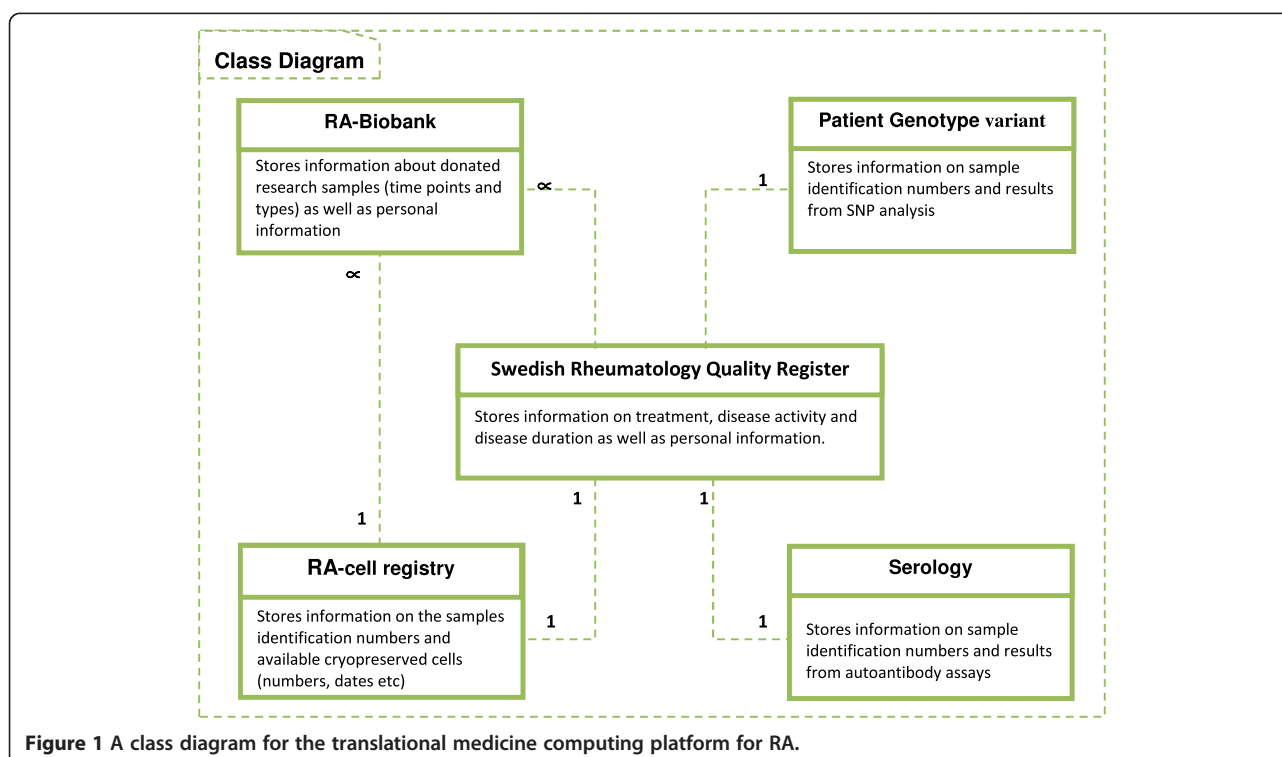 Class Diagram
RA-Biobank
Stores information about donated
research samples (time points and
types) as well as personal
information
∝
∝
Patient Genotype variant
Stores information on sample
identification numbers and results
from SNP analysis
1
Swedish Rheumatology Quality Register
Stores information on treatment, disease activity and
disease duration as well as personal information.
1
1
1
RA-cell registry
Stores information on the samples
identification numbers and
available cryopreserved cells
(numbers, dates etc)
1
Serology
Stores information on sample
identification numbers and results
from autoantibody assays
1
Figure 1 A class diagram for the translational medicine computing platform for RA.